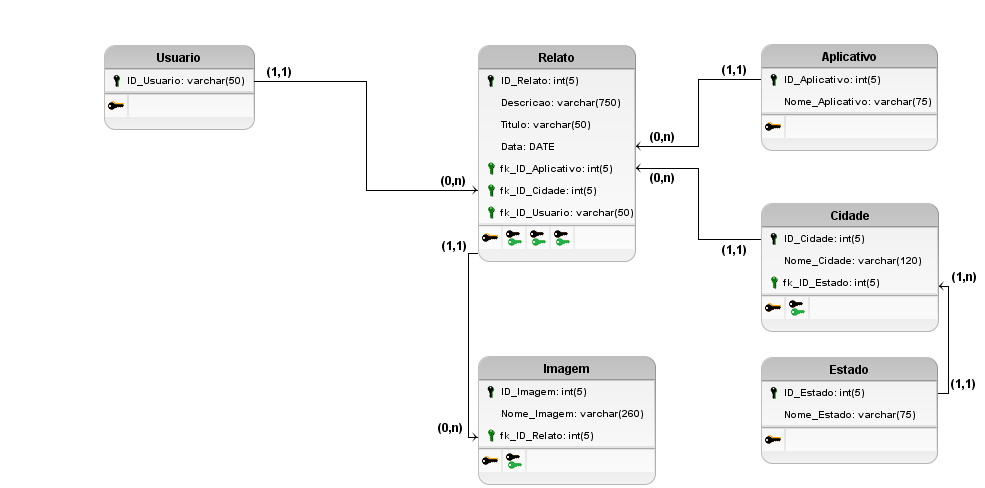 Usuario
ID_Usuario: varchar(50)
(1,1)
(0,n)
Relato
ID_Relato: int(5)
Descricao: varchar(750)
Titulo: varchar(50)
Data: DATE
fk_ID_Aplicativo: int(5)
fk_ID_Cidade: int(5)
fk_ID_Usuario: varchar(50)
(1,1)
(0,n)
(1,1)
(0,n)
Aplicativo
ID_Aplicativo: int(5)
Nome_Aplicativo: varchar(75)
(0,n)
(1,1)
Cidade
ID_Cidade: int(5)
Nome_Cidade: varchar(120)
fk_ID_Estado: int(5)
(1,n)
(1,1)
Imagem
ID_Imagem: int(5)
Nome_Imagem: varchar(260)
fk_ID_Relato: int(5)
Estado
ID_Estado: int(5)
Nome_Estado: varchar(75)